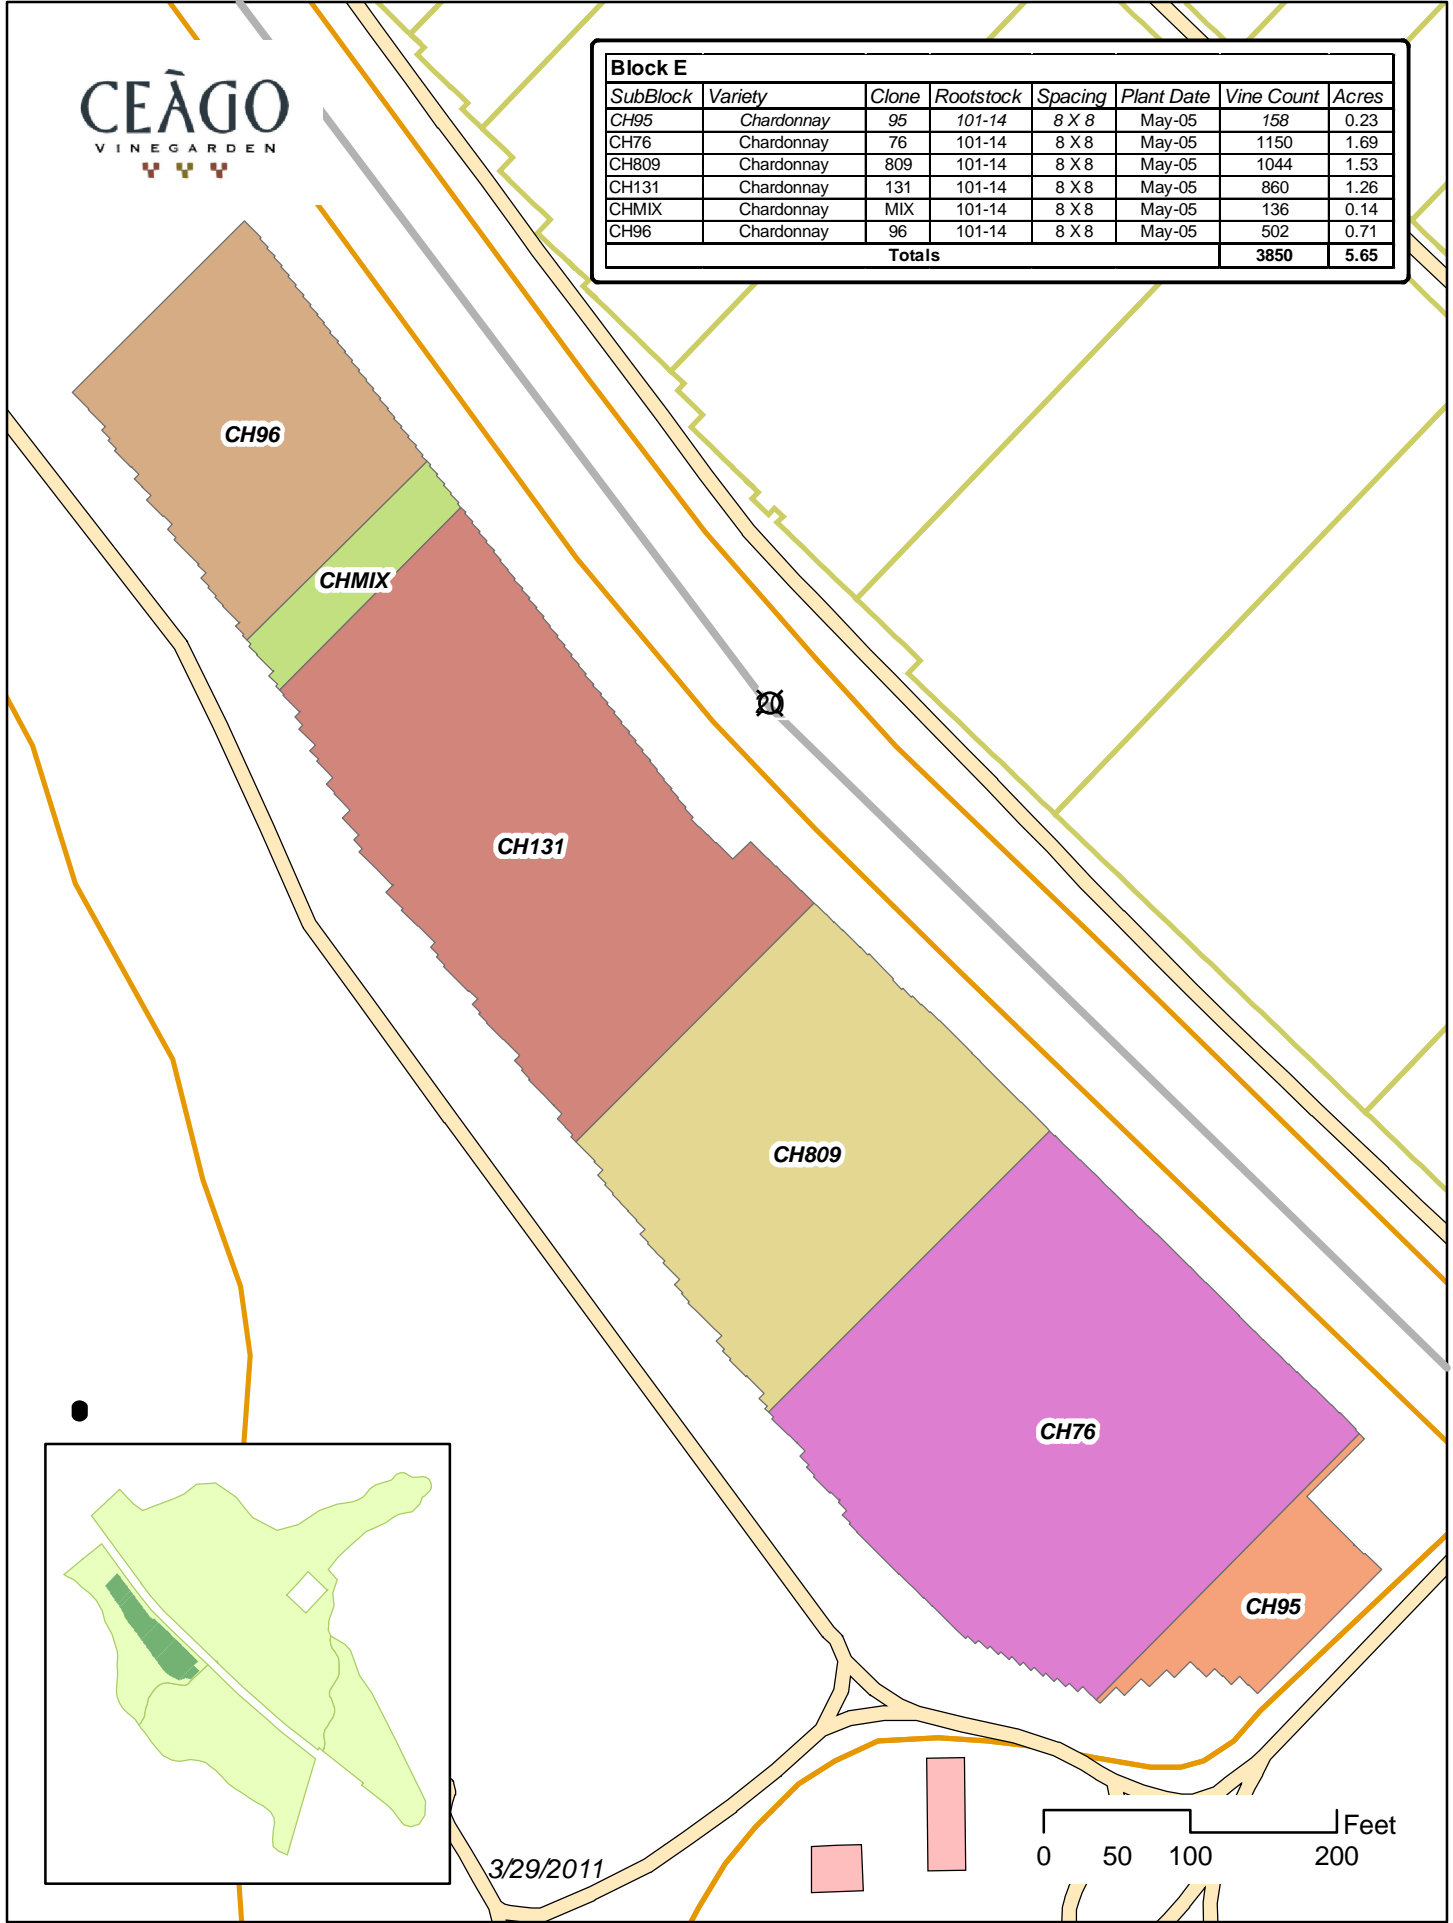 CEÀGO
VINEGARDEN
Block E
SubBlock Variety Clone Rootstock Spacing Plant Date Vine Count Acres
CH95 Chardonnay 95 101-14 8 X 8 May-05 158 0.23
CH76 Chardonnay 76 101-14 8 X 8 May-05 1150 1.69
CH809 Chardonnay 809 101-14 8 X 8 May-05 1044 1.53
CH131 Chardonnay 131 101-14 8 X 8 May-05 860 1.26
CHMIX Chardonnay MIX 101-14 8 X 8 May-05 136 0.14
CH96 Chardonnay 96 101-14 8 X 8 May-05 502 0.71
Totals 3850 5.65
CH96
CHMIX
20
CH131
CH809
CH76
CH95
Feet
0 50 100 200
3/29/2011